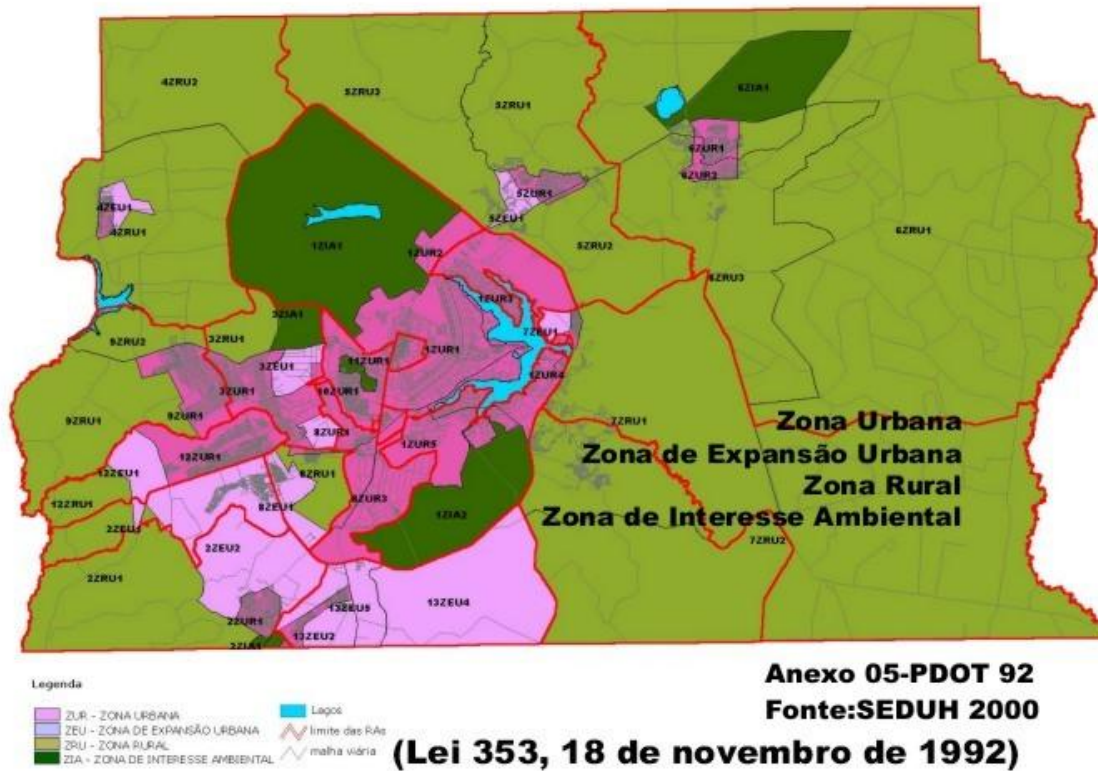 4ZRU2
5ZRU3
5ZRU1
6ZIA1
6ZUR1
6ZUR2
5ZUR1
5ZEU1
4ZEU1
4ZRU1
1ZIA1
1ZUR2
5ZRU2
6ZRU1
6ZRU3
1ZUR3
3ZIA1
7ZEU1
9ZRU2
3ZRU1
1ZUR1
11ZUR1
3ZEU1
1ZUR4
3ZUR1
10ZUR1
9ZRU1
9ZUR1
7ZRU1
1ZUR5
12ZUR1
12ZEU1
8ZRU1
8ZUR3
8ZEU1
12ZRU1
1ZIA2
2ZEU1
2ZEU2
7ZRU2
2ZRU1
13ZEU4
13ZEU5
2ZUR1
13ZEU2
2ZIA1
Zona Urbana
Zona de Expansão Urbana
Zona Rural
Zona de Interesse Ambiental
Legenda
ZUR - ZONA URBANA
ZEU - ZONA DE EXPANSÃO URBANA
ZRU - ZONA RURAL
ZIA - ZONA DE INTERESSE AMBIENTAL
Lagos
limite das RAs
malha viária
Anexo 05-PDOT 92
Fonte:SEDUH 2000
(Lei 353, 18 de novembro de 1992)